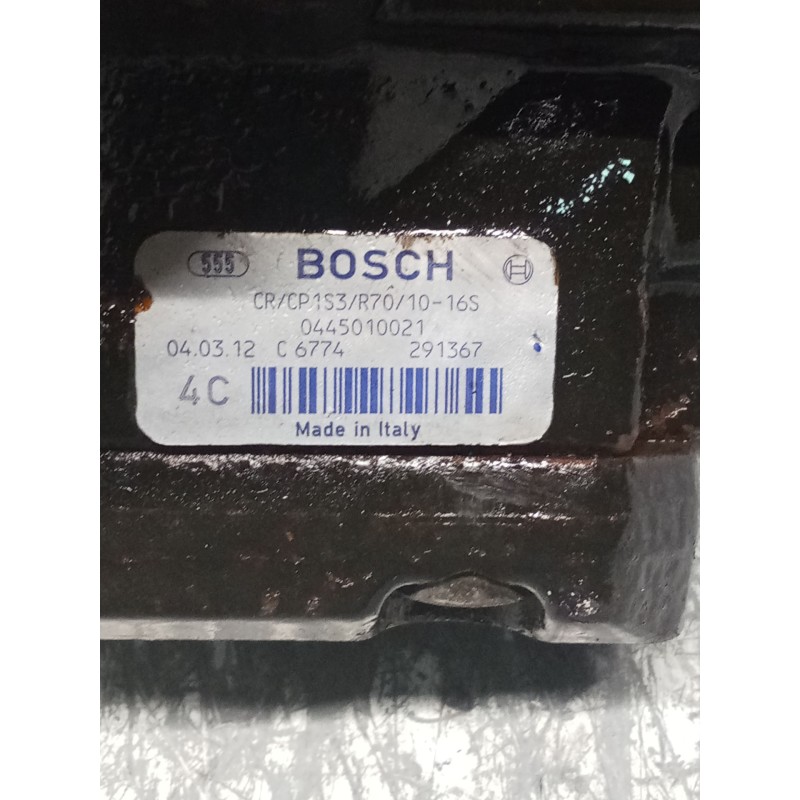 555 BOSCH
CR/CP1S3/R70/10-16S
0445010021
04.03.12 C 6774 291367
4C
Made in Italy